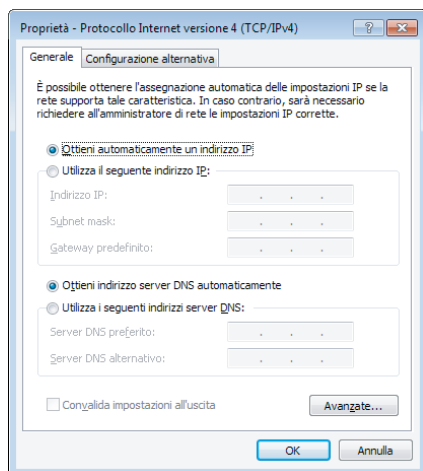 Proprietà - Protocollo Internet versione 4 (TCP/IPv4)
Generale
Configurazione alternativa
È possibile ottenere l'assegnazione automatica delle impostazioni IP se la
rete supporta tale caratteristica. In caso contrario, sarà necessario
richiedere all'amministratore di rete le impostazioni IP corrette.
Ottieni automaticamente un indirizzo IP
Utilizza il seguente indirizzo IP:
Indirizzo IP:
Subnet mask:
Gateway predefinito:
Ottieni indirizzo server DNS automaticamente
Utilizza i seguenti indirizzi server DNS:
Server DNS preferito:
Server DNS alternativo:
Convalida impostazioni all'uscita
Avanzate...
OK
Annulla